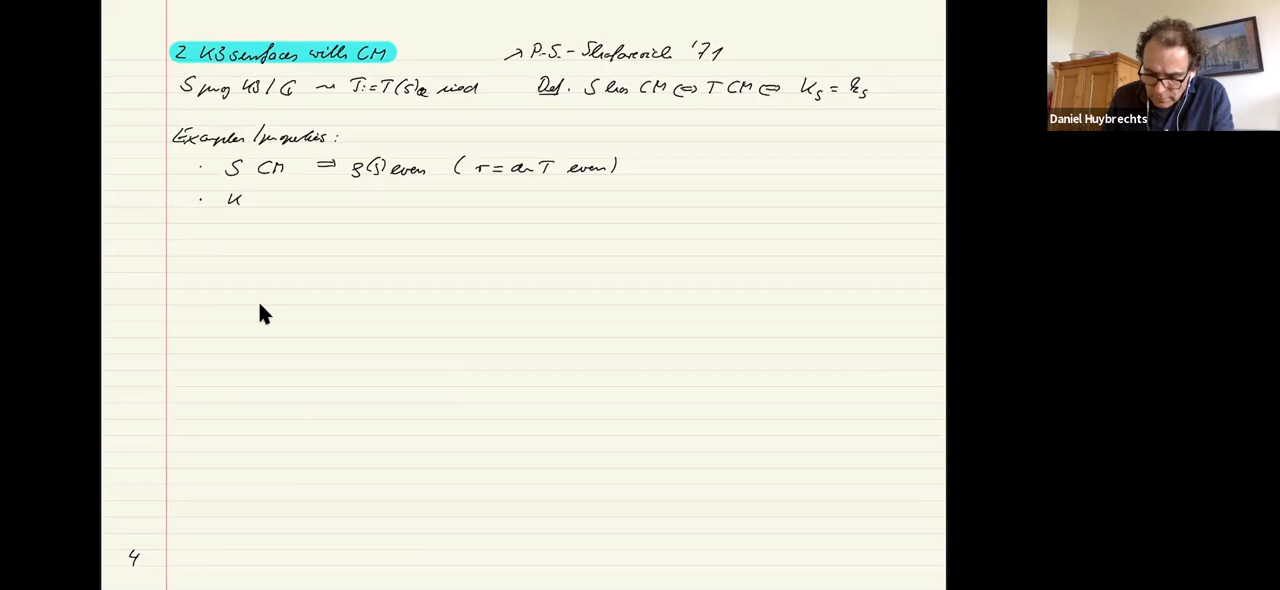 2 K3 surfaces with CM → P.S.-Shafarevich '71
S proj K3/ℂ ~ T:=T(S)_ℚ irred Def. S has CM ⇔ T CM ⇔ K_S = k_S
Daniel Huybrechts
Examples/properties:
· S CM ⇒ ρ(S) even (r = dim T even)
· K
4